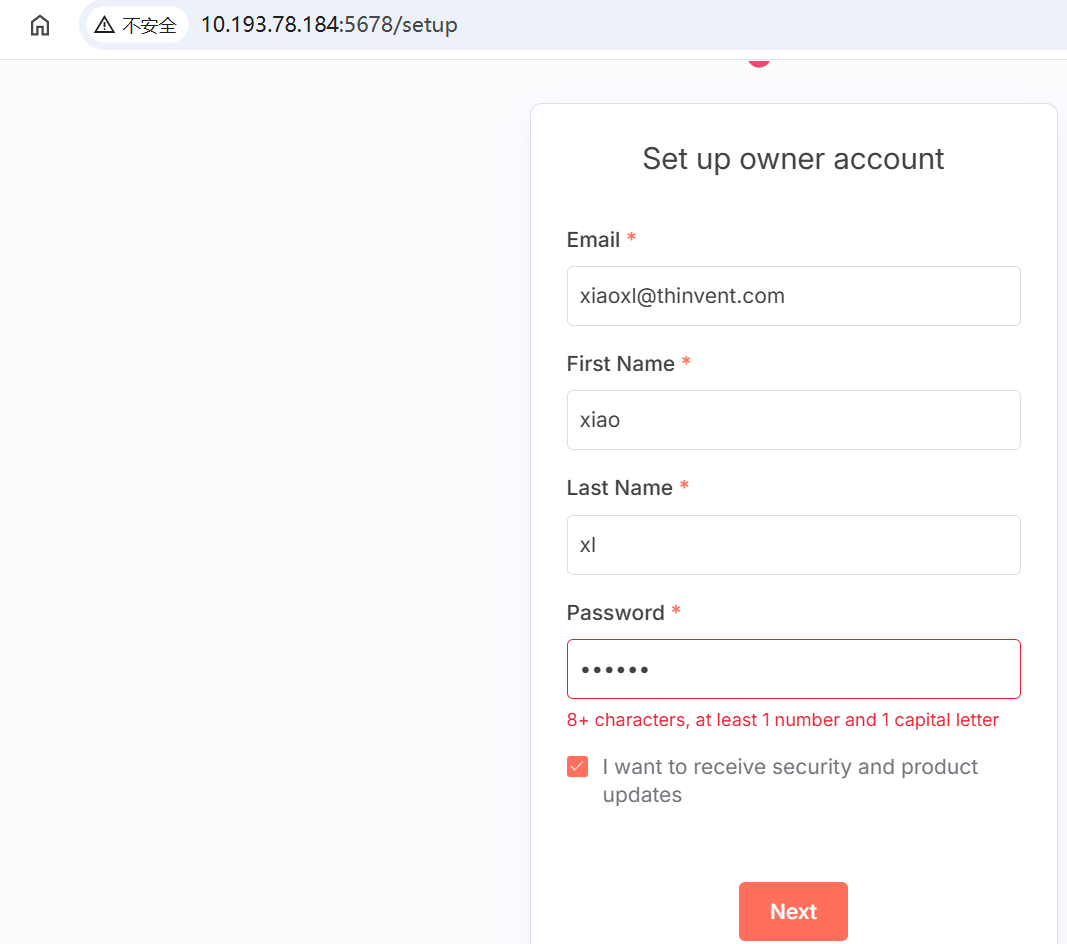 不安全 10.193.78.184:5678/setup
Set up owner account
Email *
xiaoxl@thinvent.com
First Name *
xiao
Last Name *
xl
Password *
••••••
8+ characters, at least 1 number and 1 capital letter
I want to receive security and product
updates
Next